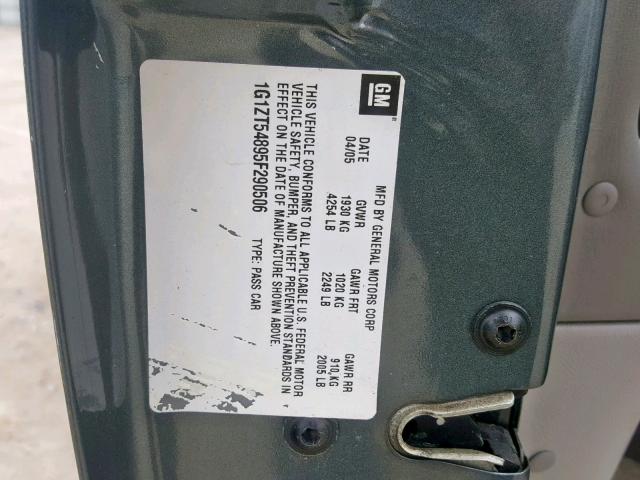 GM
MFD BY GENERAL MOTORS CORP
DATE GVWR GAWR FRT GAWR RR
04/05 1930 KG 1020 KG 910 KG
4254 LB 2249 LB 2005 LB
THIS VEHICLE CONFORMS TO ALL APPLICABLE U.S. FEDERAL MOTOR
VEHICLE SAFETY, BUMPER, AND THEFT PREVENTION STANDARDS IN
EFFECT ON THE DATE OF MANUFACTURE SHOWN ABOVE.
1G1ZT54895F290506 TYPE: PASS CAR